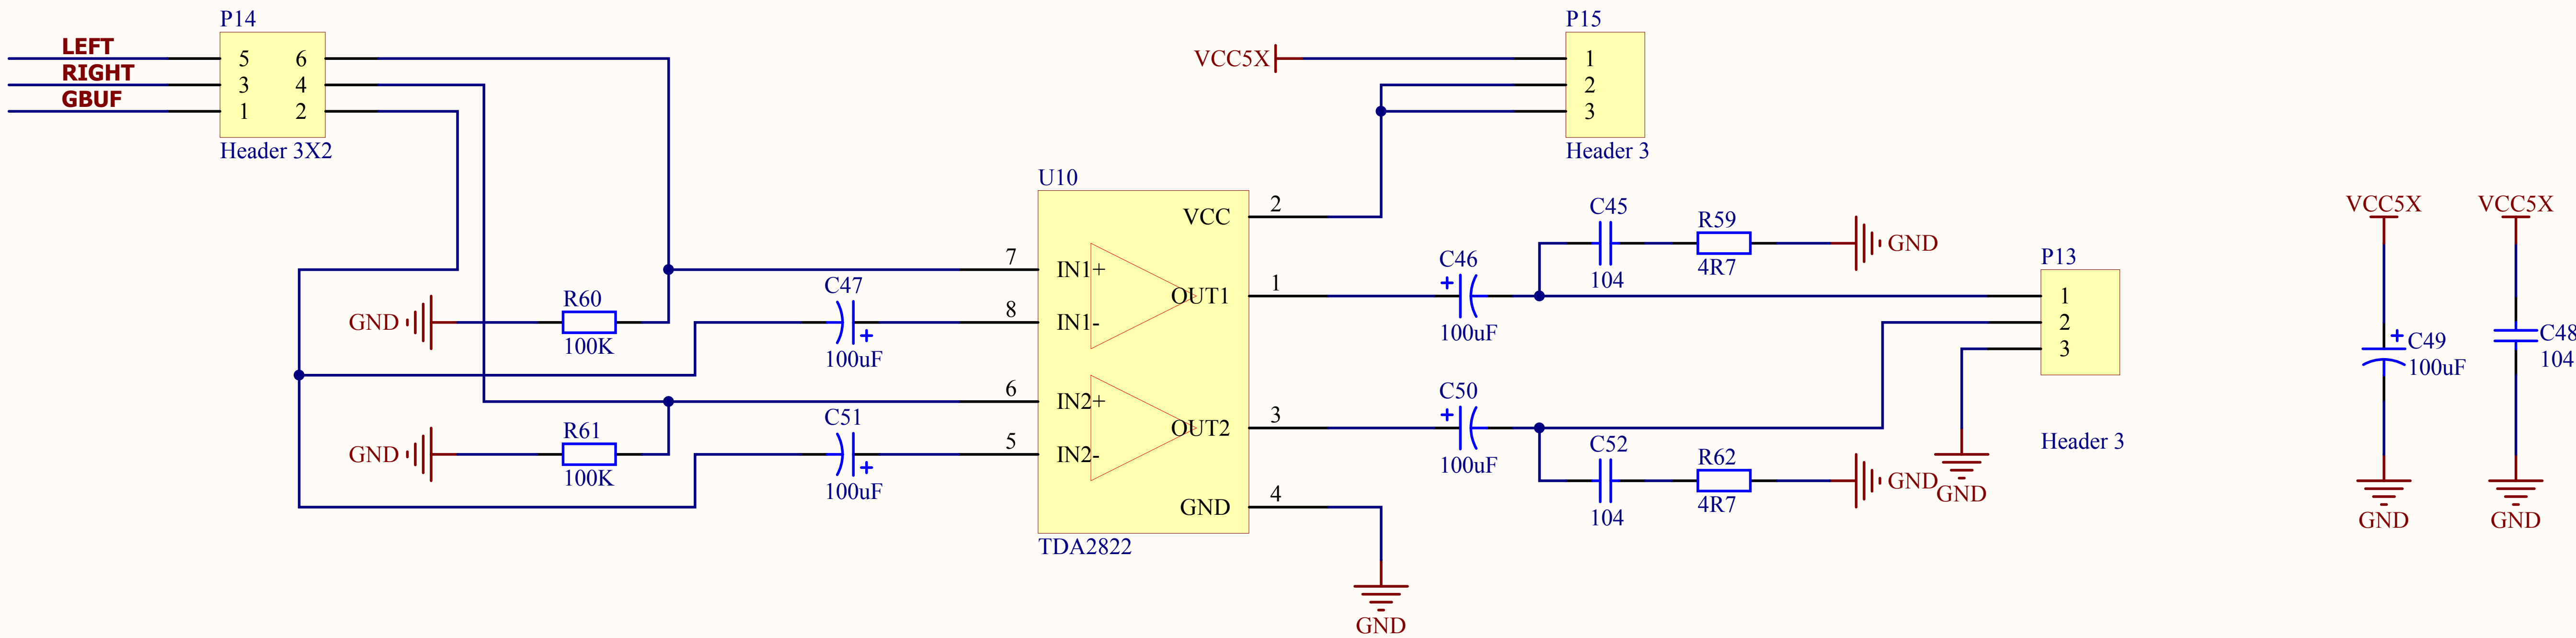 P14
LEFT
RIGHT
GBUF
5 6
3 4
1 2
Header 3X2
P15
VCC5X
1
2
3
Header 3
U10
VCC 2
7 IN1+
8 IN1-
OUT1 1
6 IN2+
5 IN2-
OUT2 3
GND 4
TDA2822
GND
GND
R60
100K
GND
R61
100K
C47
100uF
C51
100uF
C46
100uF
C45
104
R59
4R7
GND
C50
100uF
C52
104
R62
4R7
GND
P13
1
2
3
Header 3
GND
VCC5X
C49
100uF
GND
VCC5X
C48
104
GND